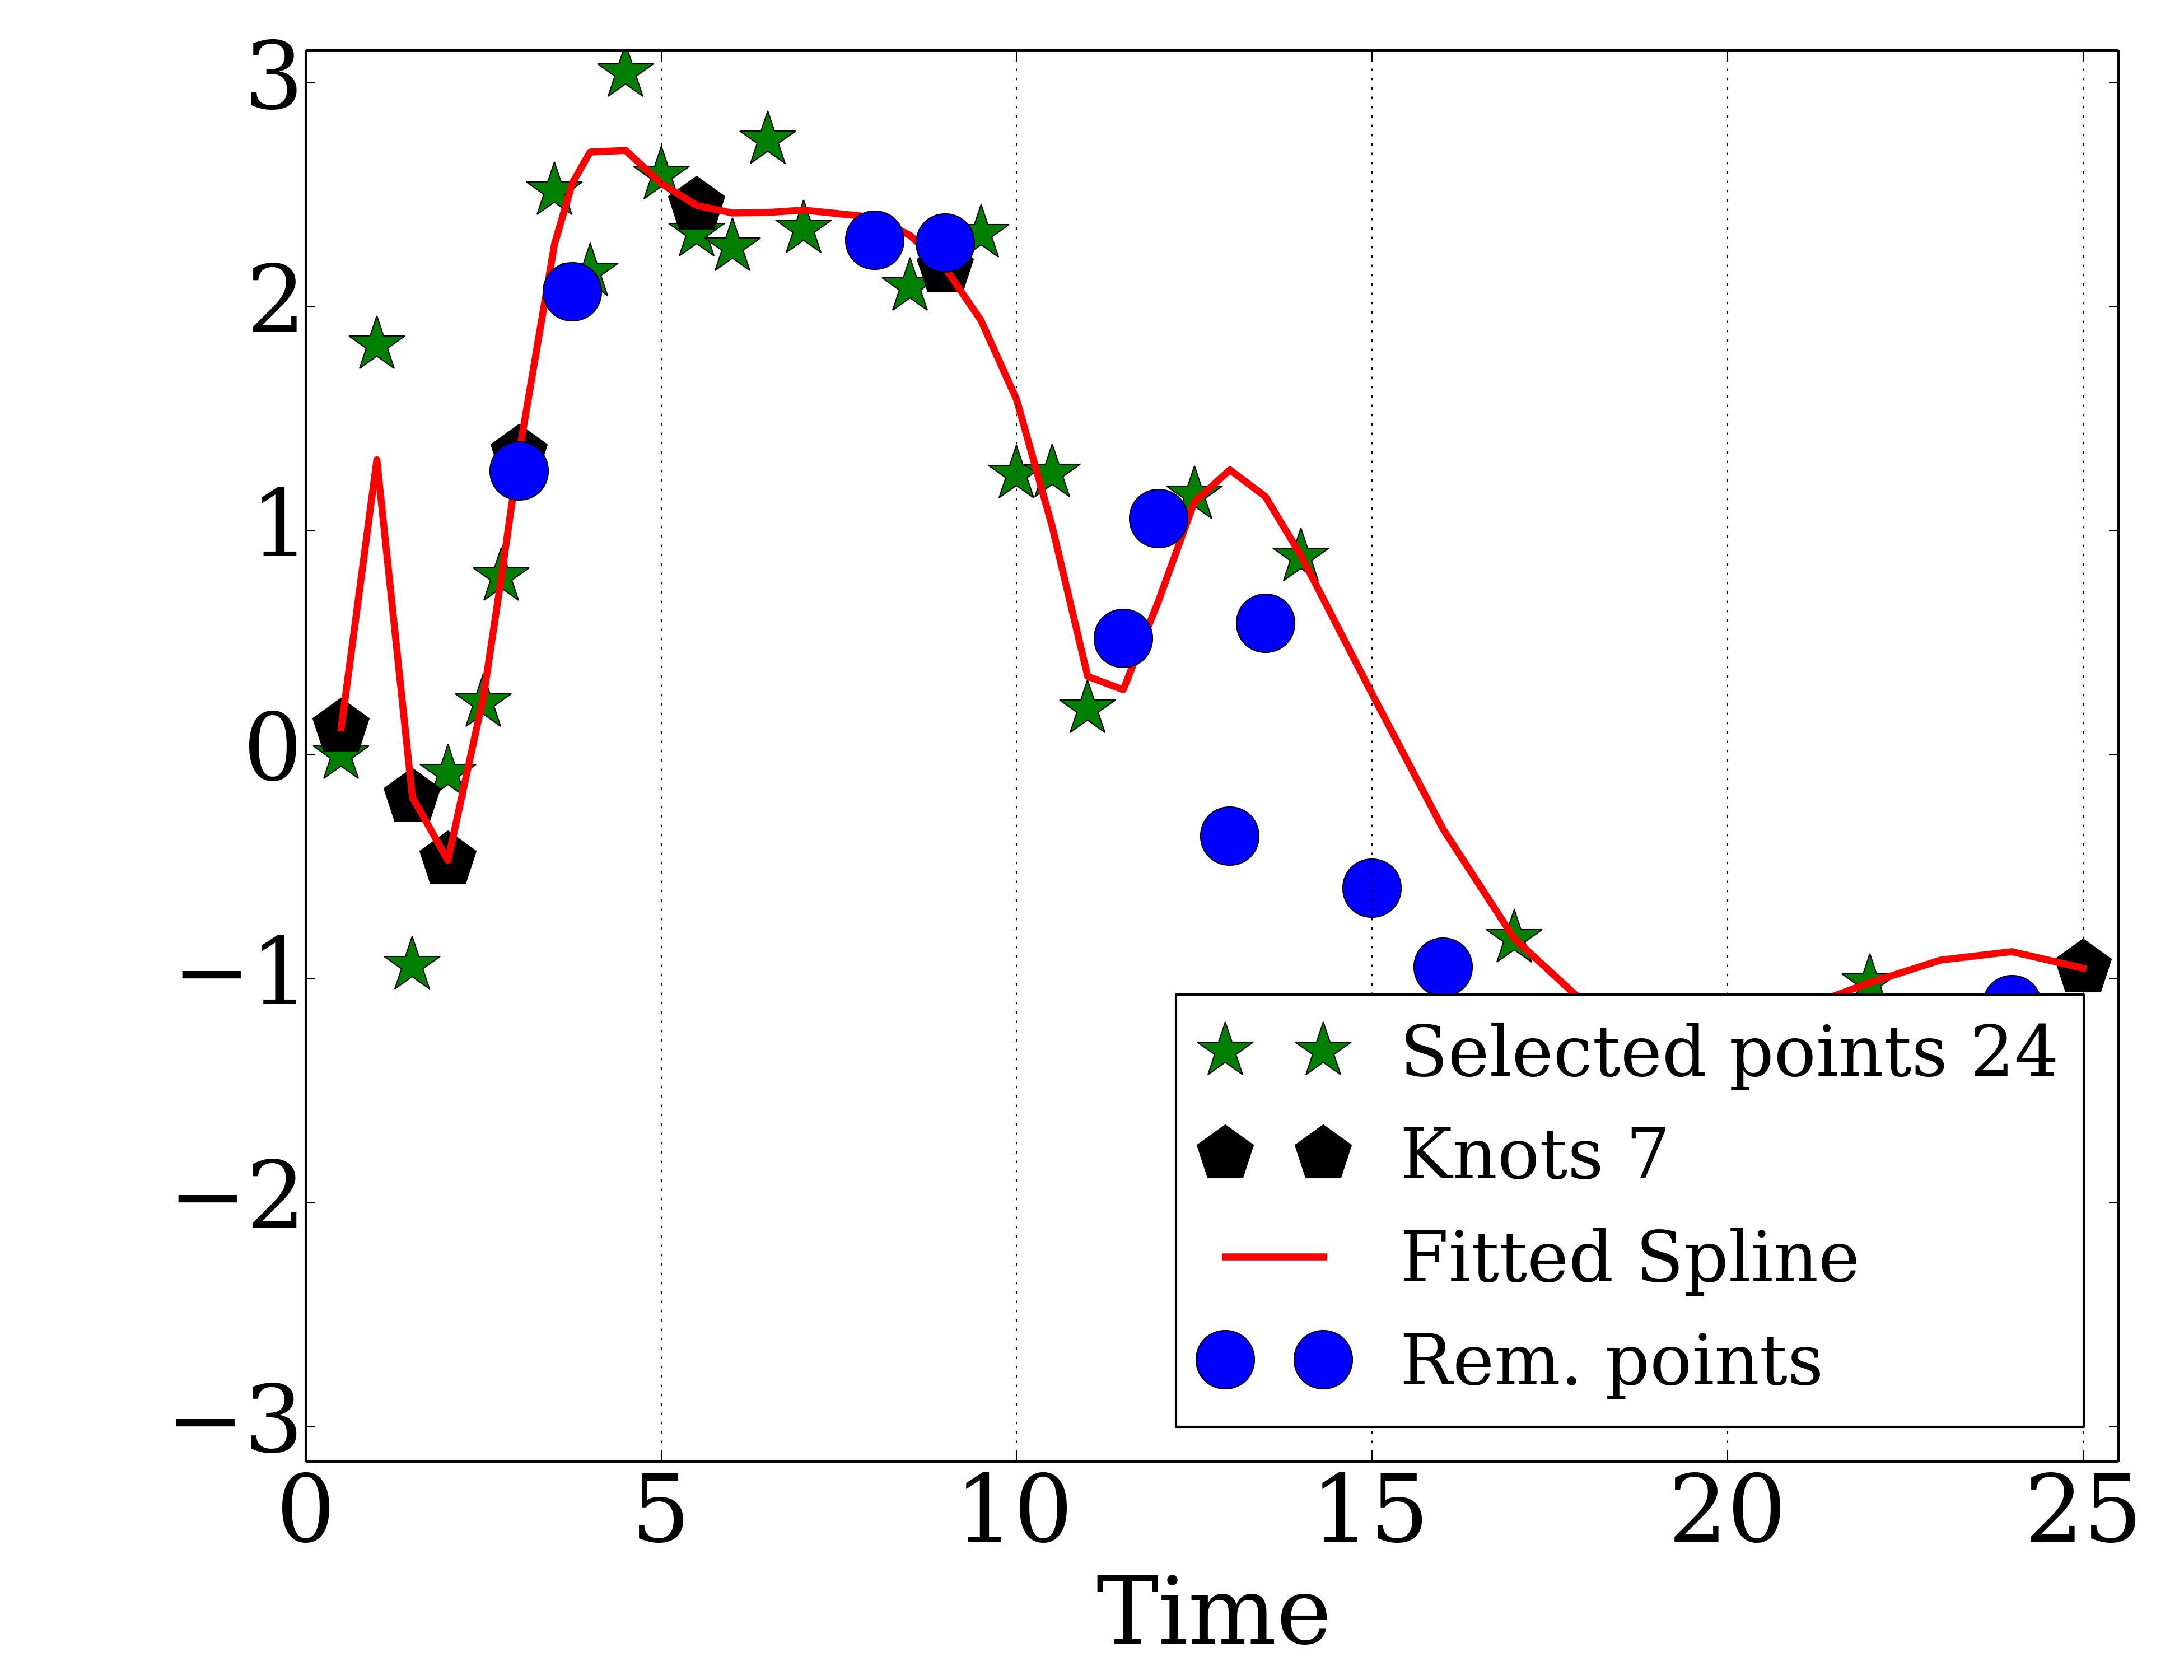 3
2
1
0
−1
−2
−3
Selected points 24
Knots 7
Fitted Spline
Rem. points
0 5 10 15 20 25
Time